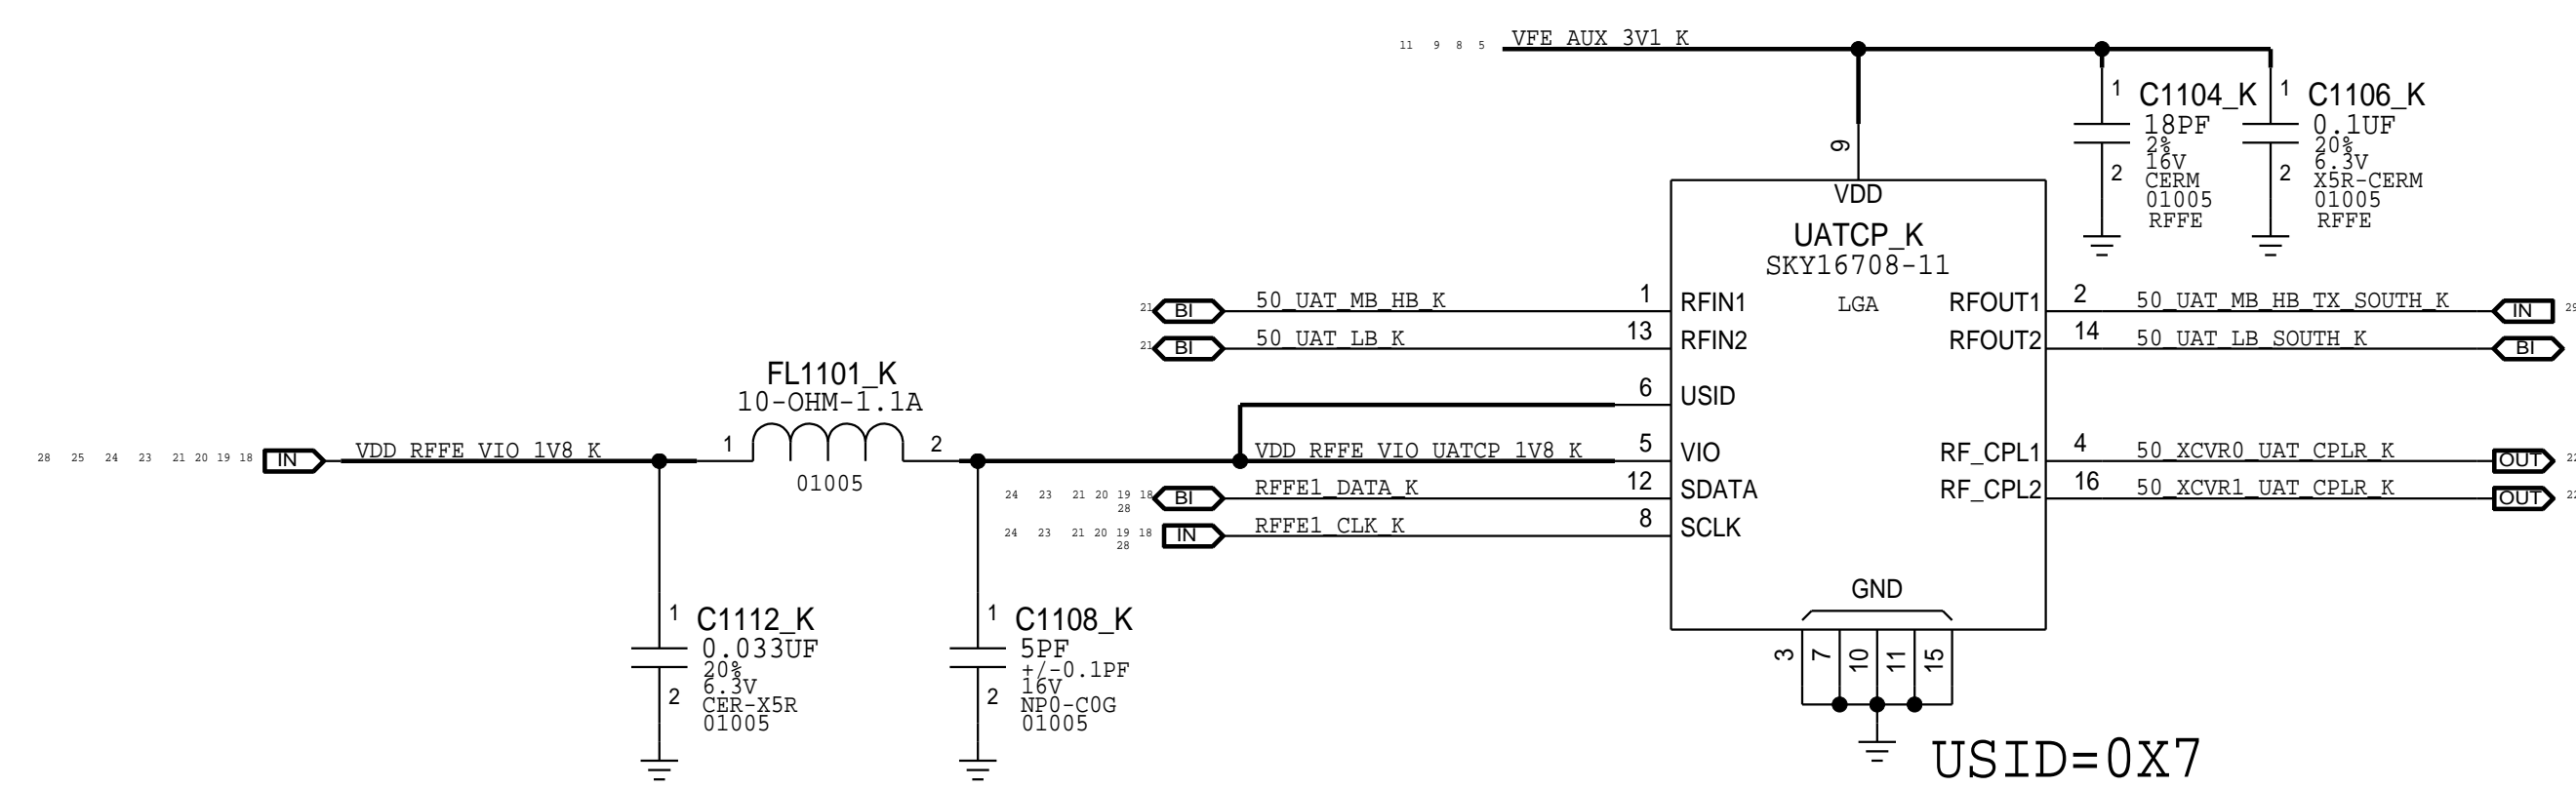 11 9 8 5 VFE_AUX_3V1_K
1 C1104_K
18PF
2%
16V
2 CERM
01005
RFFE
1 C1106_K
0.1UF
20%
6.3V
2 X5R-CERM
01005
RFFE
9
VDD
UATCP_K
SKY16708-11
LGA
21 BI 50_UAT_MB_HB_K 1 RFIN1
RFOUT1 2 50_UAT_MB_HB_TX_SOUTH_K IN
21 BI 50_UAT_LB_K 13 RFIN2
RFOUT2 14 50_UAT_LB_SOUTH_K BI
6 USID
FL1101_K
10-OHM-1.1A
28 25 24 23 21 20 19 18 IN VDD_RFFE_VIO_1V8_K 1 2 VDD_RFFE_VIO_UATCP_1V8_K 5 VIO
01005
RF_CPL1 4 50_XCVR0_UAT_CPLR_K OUT
24 23 21 20 19 18 BI RFFE1_DATA_K 12 SDATA
28
RF_CPL2 16 50_XCVR1_UAT_CPLR_K OUT
24 23 21 20 19 18 IN RFFE1_CLK_K 8 SCLK
28
GND
3 7 10 11 15
1 C1112_K
0.033UF
20%
6.3V
2 CER-X5R
01005
1 C1108_K
5PF
+/-0.1PF
16V
2 NP0-C0G
01005
USID=0X7